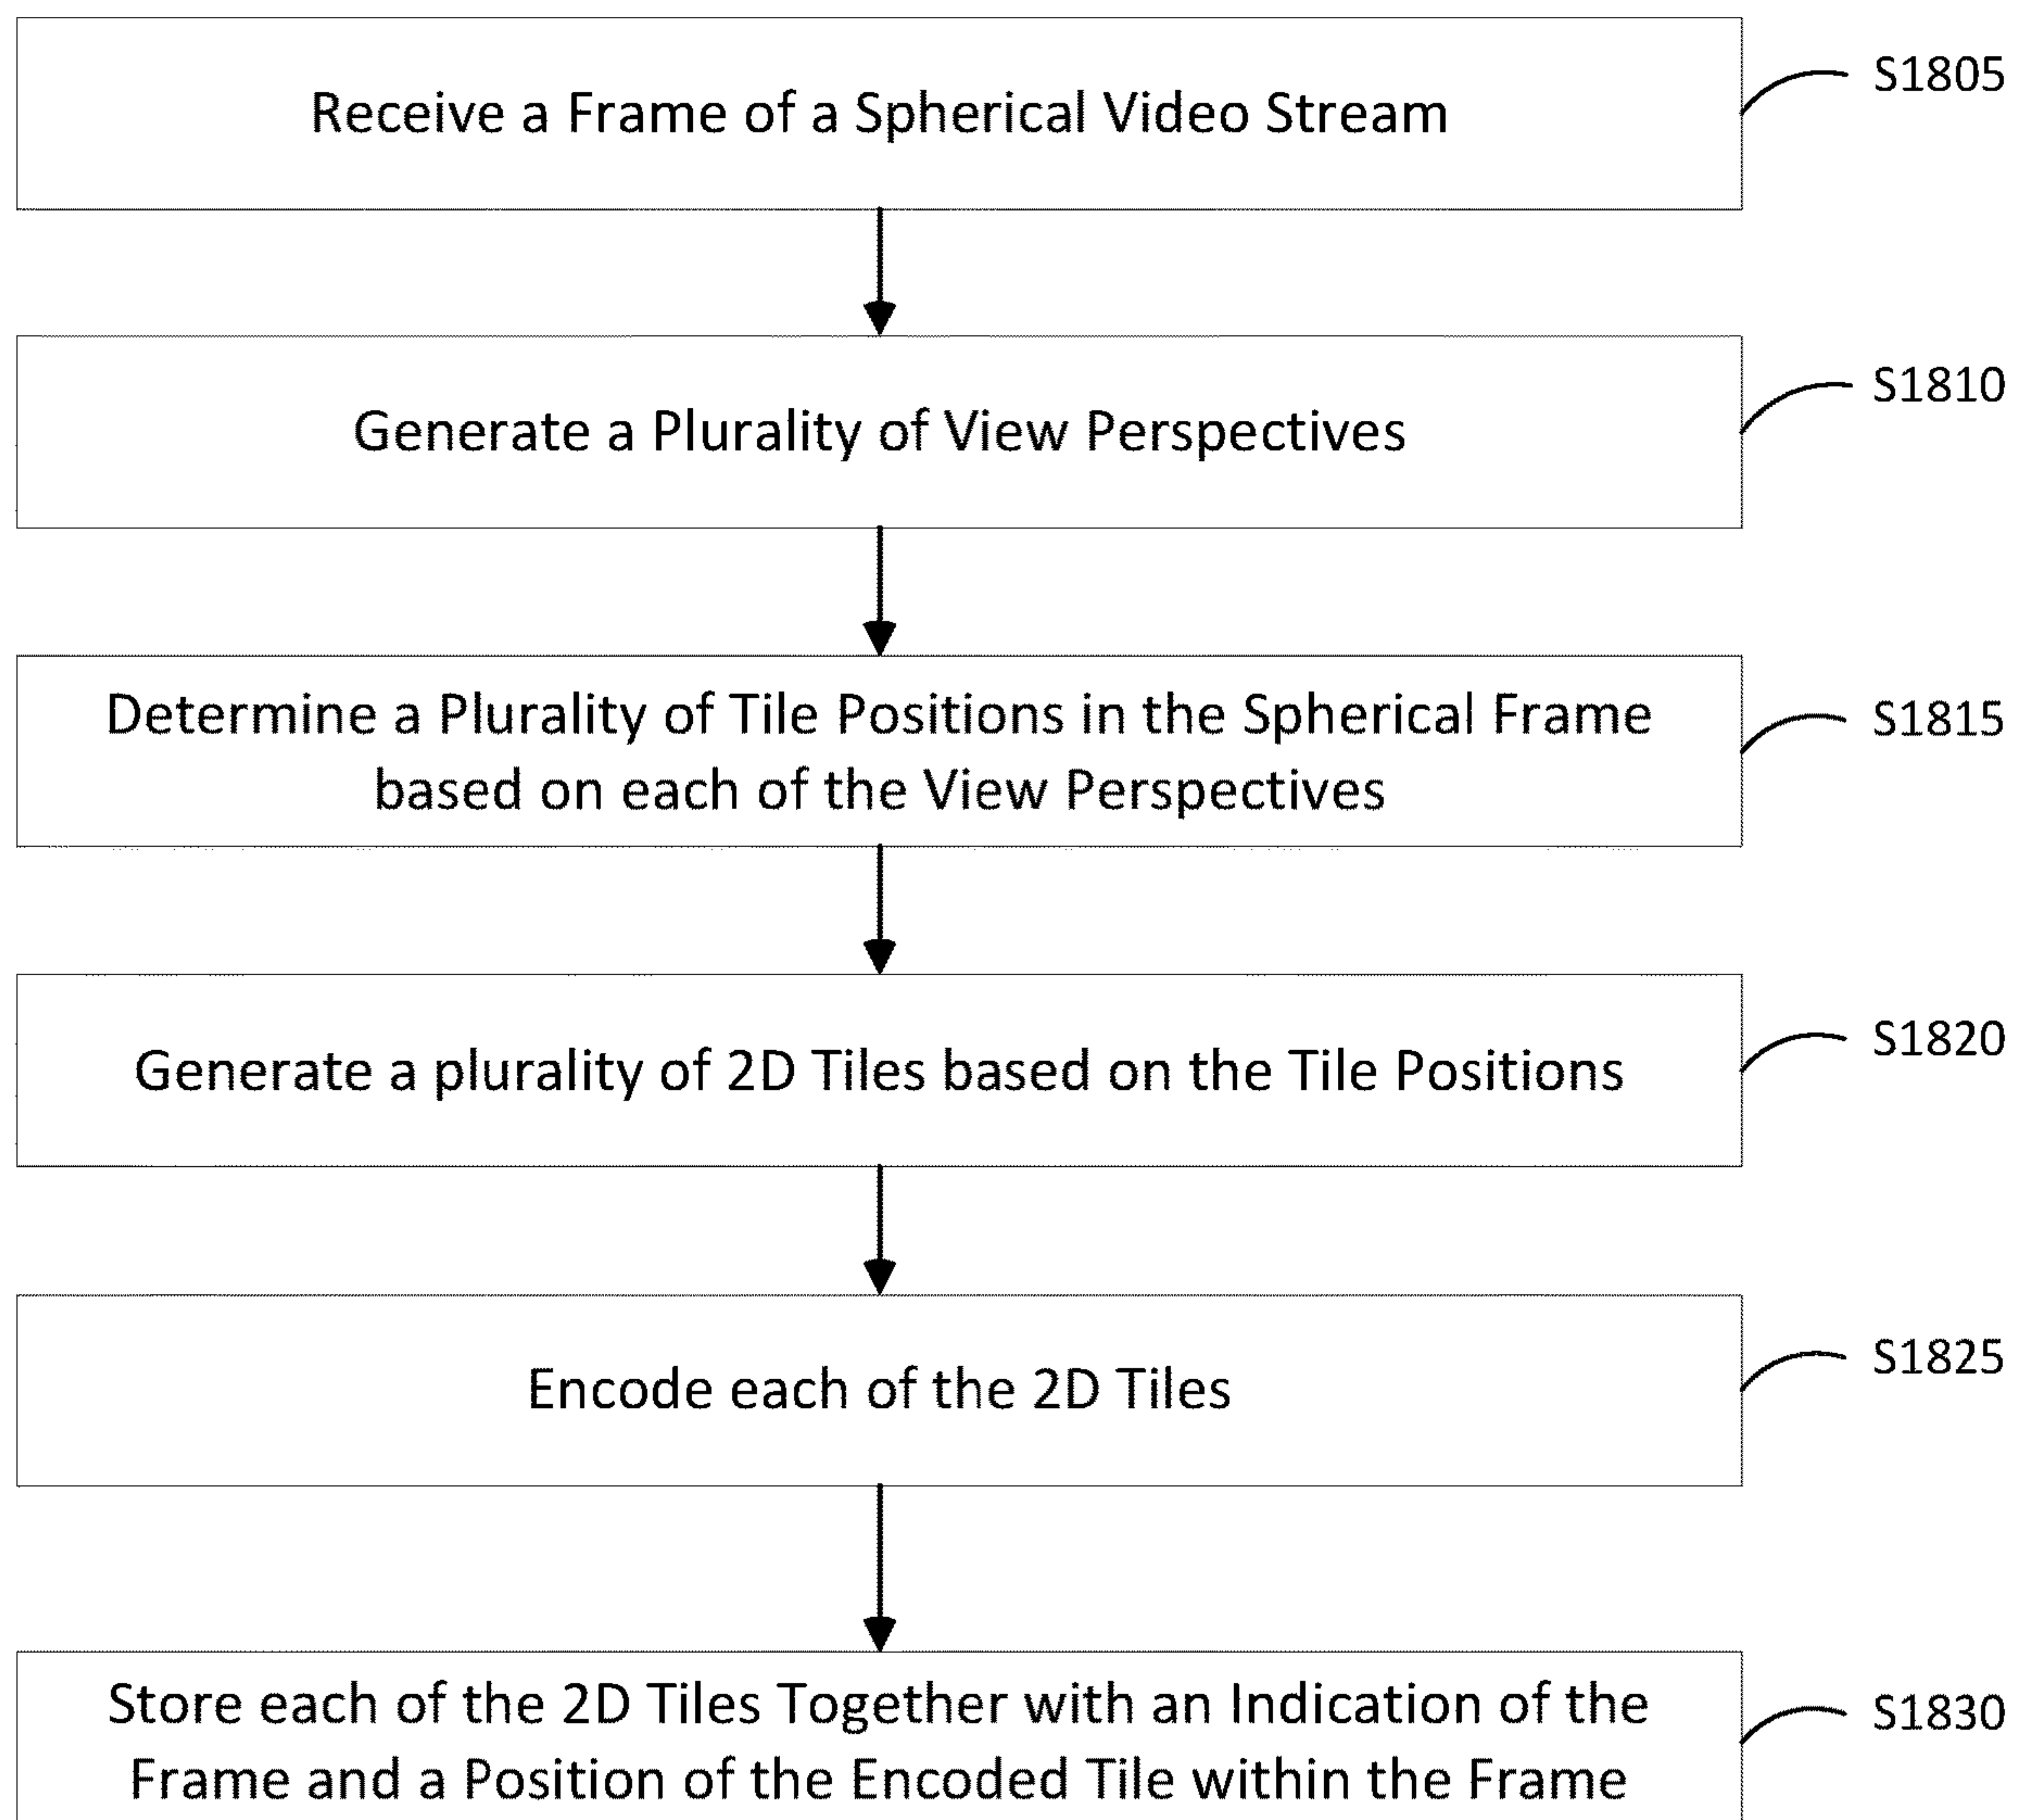 Receive a Frame of a Spherical Video Stream
S1805
Generate a Plurality of View Perspectives
S1810
Determine a Plurality of Tile Positions in the Spherical Frame
based on each of the View Perspectives
S1815
Generate a plurality of 2D Tiles based on the Tile Positions
S1820
Encode each of the 2D Tiles
S1825
Store each of the 2D Tiles Together with an Indication of the
Frame and a Position of the Encoded Tile within the Frame
S1830